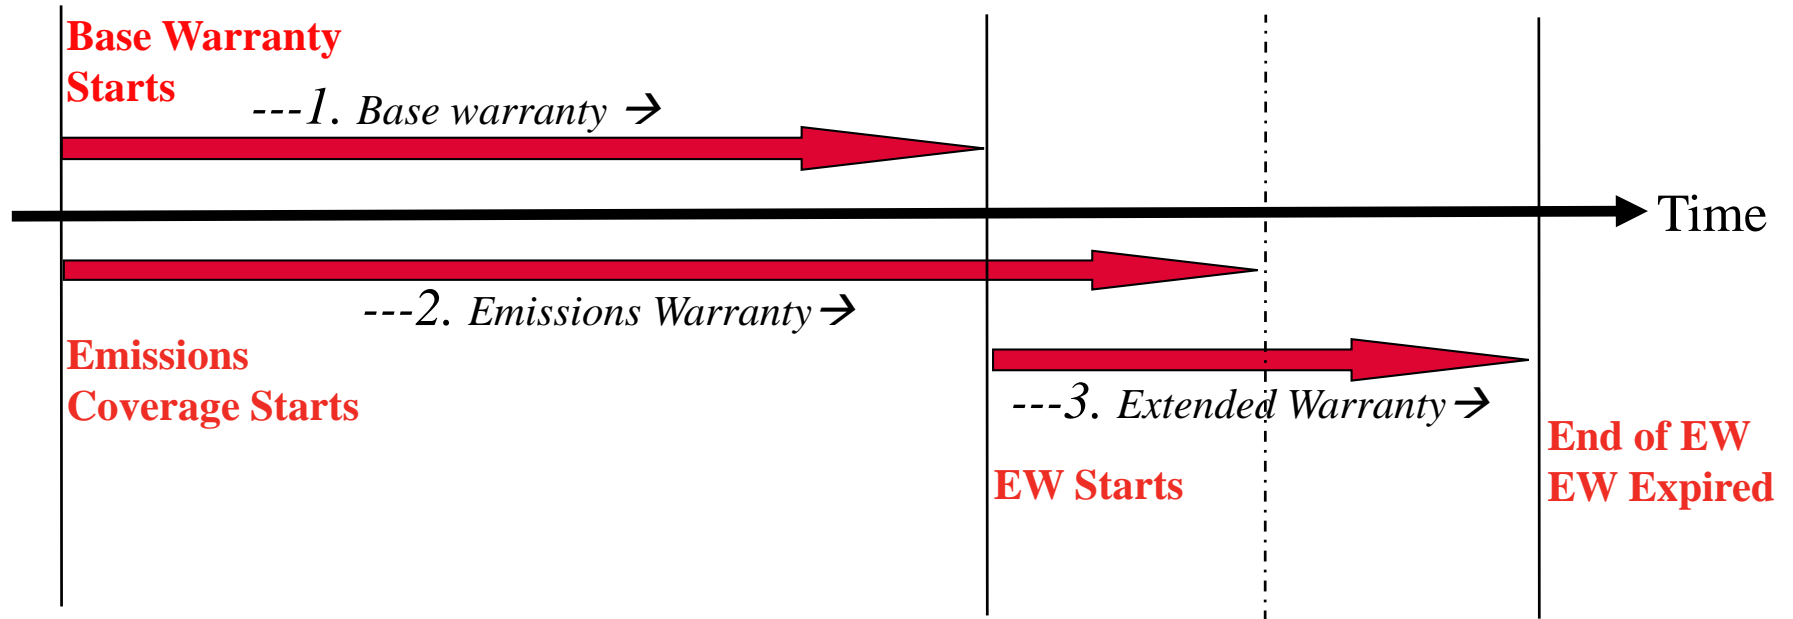 Base Warranty
Starts
---1. Base warranty →
Time
---2. Emissions Warranty→
Emissions
Coverage Starts
---3. Extended Warranty→
End of EW
EW Starts
EW Expired